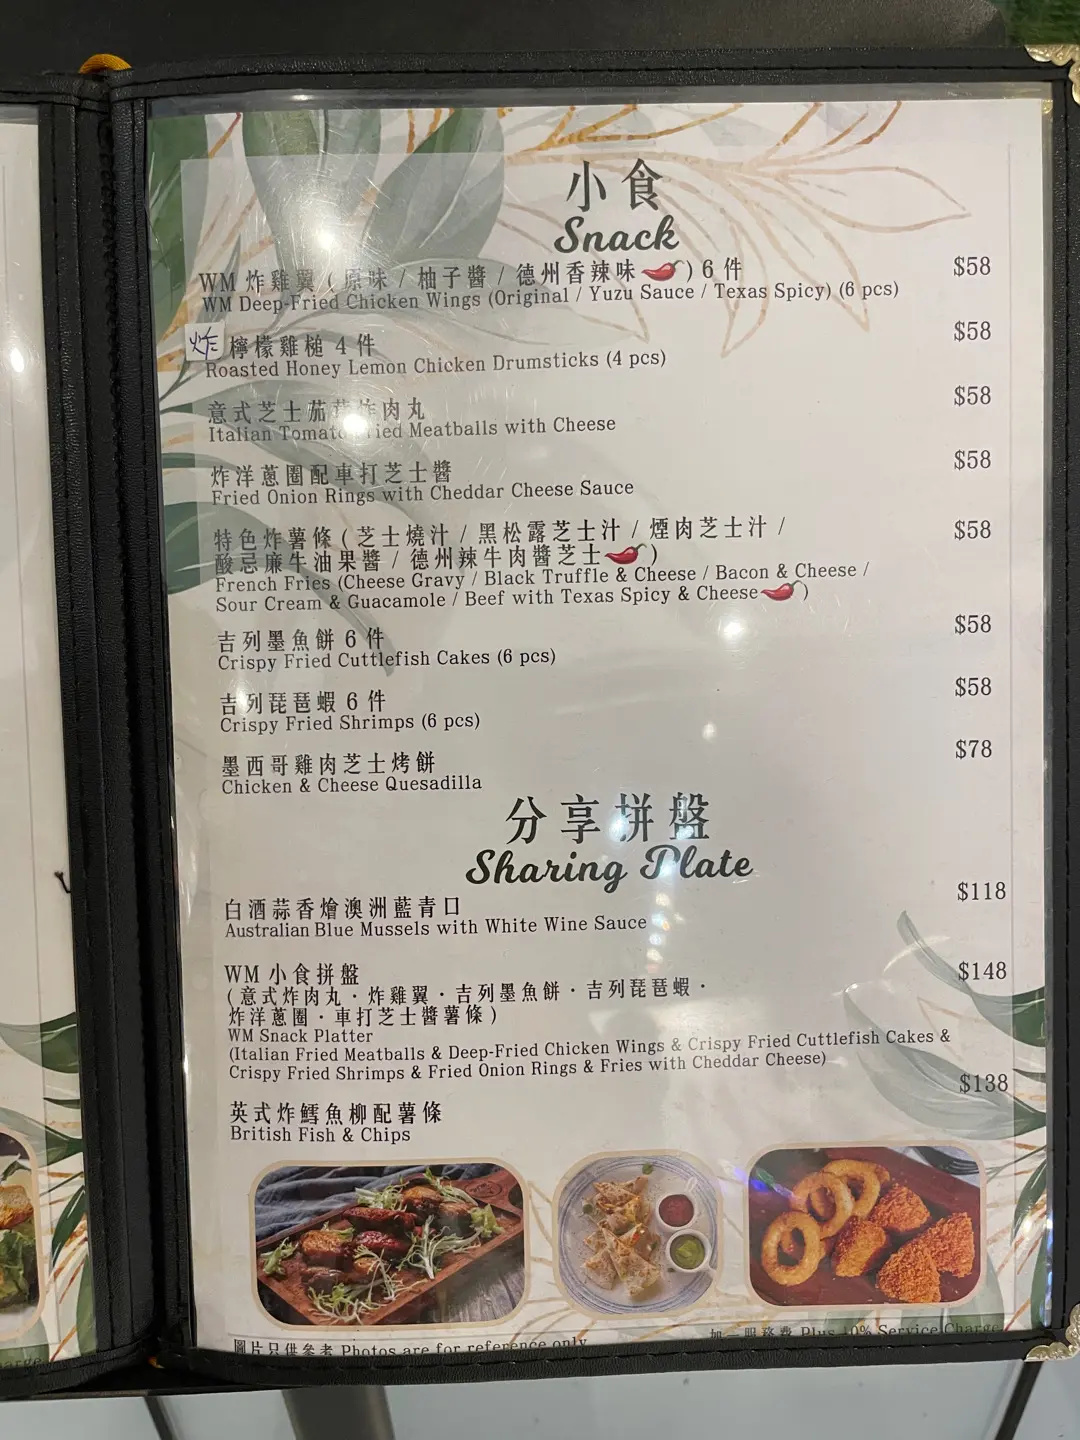 小食
Snack
WM 炸雞翼 ( 原味 / 柚子醬 / 德州香辣味 ) 6 件
$58
WM Deep-Fried Chicken Wings (Original / Yuzu Sauce / Texas Spicy) (6 pcs)
炸檸檬雞槌 4 件
$58
Roasted Honey Lemon Chicken Drumsticks (4 pcs)
意式芝士茄 炸肉丸
$58
Italian Tomato Fried Meatballs with Cheese
炸洋蔥圈配車打芝士醬
$58
Fried Onion Rings with Cheddar Cheese Sauce
特色炸薯條 ( 芝士燒汁 / 黑松露芝士汁 / 煙肉芝士汁 /
$58
酸忌廉牛油果醬 / 德州辣牛肉醬芝士 )
French Fries (Cheese Gravy / Black Truffle & Cheese / Bacon & Cheese /
Sour Cream & Guacamole / Beef with Texas Spicy & Cheese )
吉列墨魚餅 6 件
$58
Crispy Fried Cuttlefish Cakes (6 pcs)
吉列琵琶蝦 6 件
$58
Crispy Fried Shrimps (6 pcs)
墨西哥雞肉芝士烤餅
$78
Chicken & Cheese Quesadilla
分享拼盤
Sharing Plate
白酒蒜香燴澳洲藍青口
$118
Australian Blue Mussels with White Wine Sauce
WM 小食拼盤
$148
( 意式炸肉丸 · 炸雞翼 · 吉列墨魚餅 · 吉列琵琶蝦 ·
炸洋蔥圈 · 車打芝士醬薯條 )
WM Snack Platter
(Italian Fried Meatballs & Deep-Fried Chicken Wings & Crispy Fried Cuttlefish Cakes &
Crispy Fried Shrimps & Fried Onion Rings & Fries with Cheddar Cheese)
英式炸鱈魚柳配薯條
$138
British Fish & Chips
圖片只供參考 Photos are for reference only
加一服務費 Plus 10% Service Charge